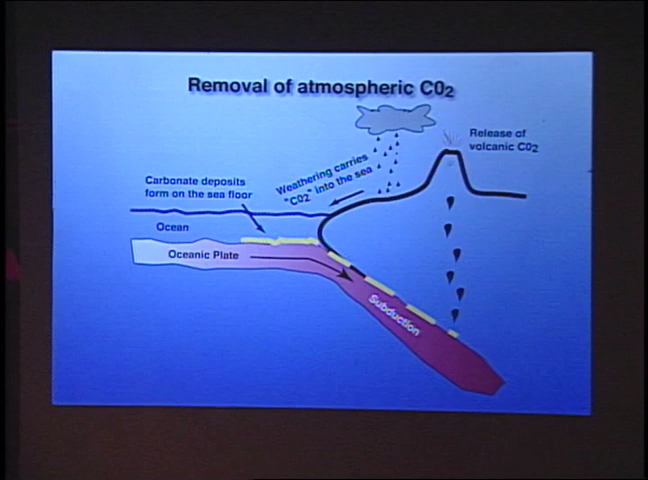 Removal of atmospheric C02
Release of
volcanic C02
Weathering carries
"C02" into the sea
Carbonate deposits
form on the sea floor
Ocean
Oceanic Plate
Subduction